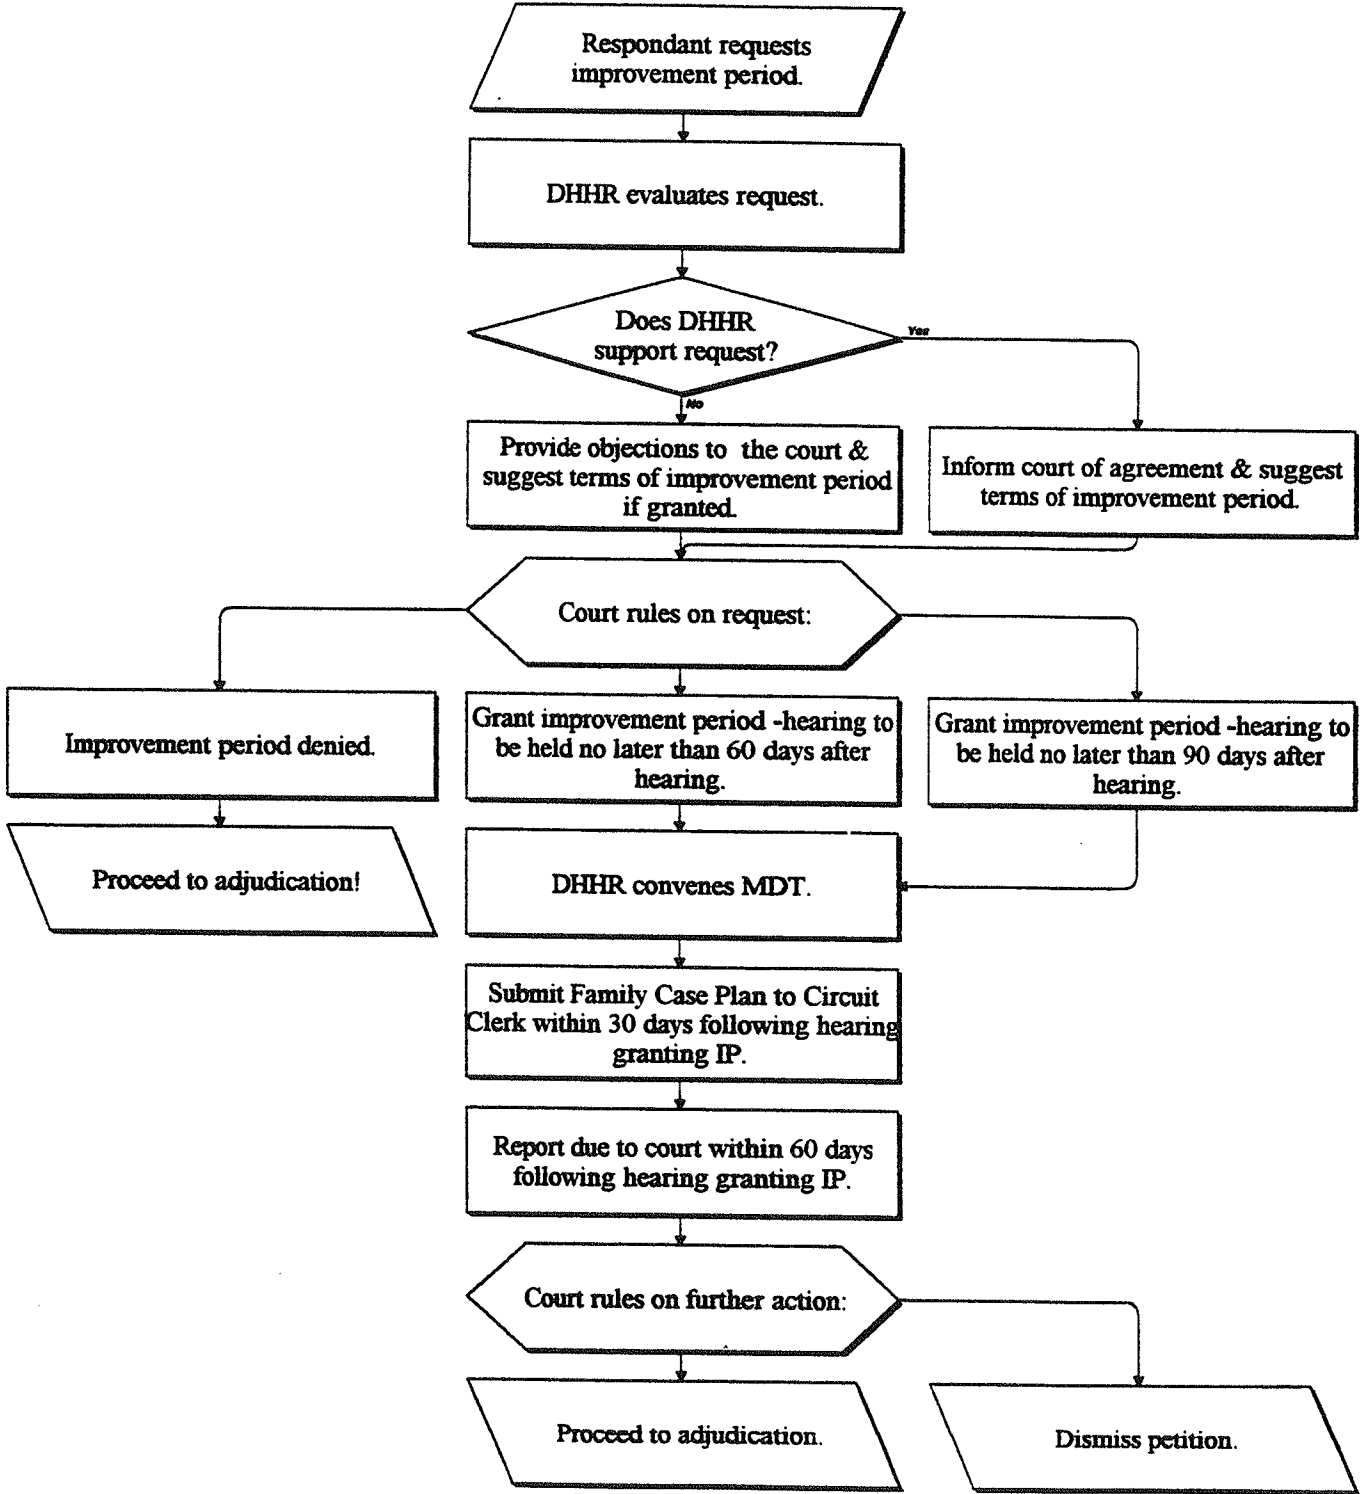 Respondant requests
improvement period.
DHHR evaluates request.
Does DHHR
support request?
Yes
No
Provide objections to the court &
suggest terms of improvement period
if granted.
Inform court of agreement & suggest
terms of improvement period.
Court rules on request:
Improvement period denied.
Grant improvement period -hearing to
be held no later than 60 days after
hearing.
Grant improvement period -hearing to
be held no later than 90 days after
hearing.
Proceed to adjudication!
DHHR convenes MDT.
Submit Family Case Plan to Circuit
Clerk within 30 days following hearing
granting IP.
Report due to court within 60 days
following hearing granting IP.
Court rules on further action:
Proceed to adjudication.
Dismiss petition.